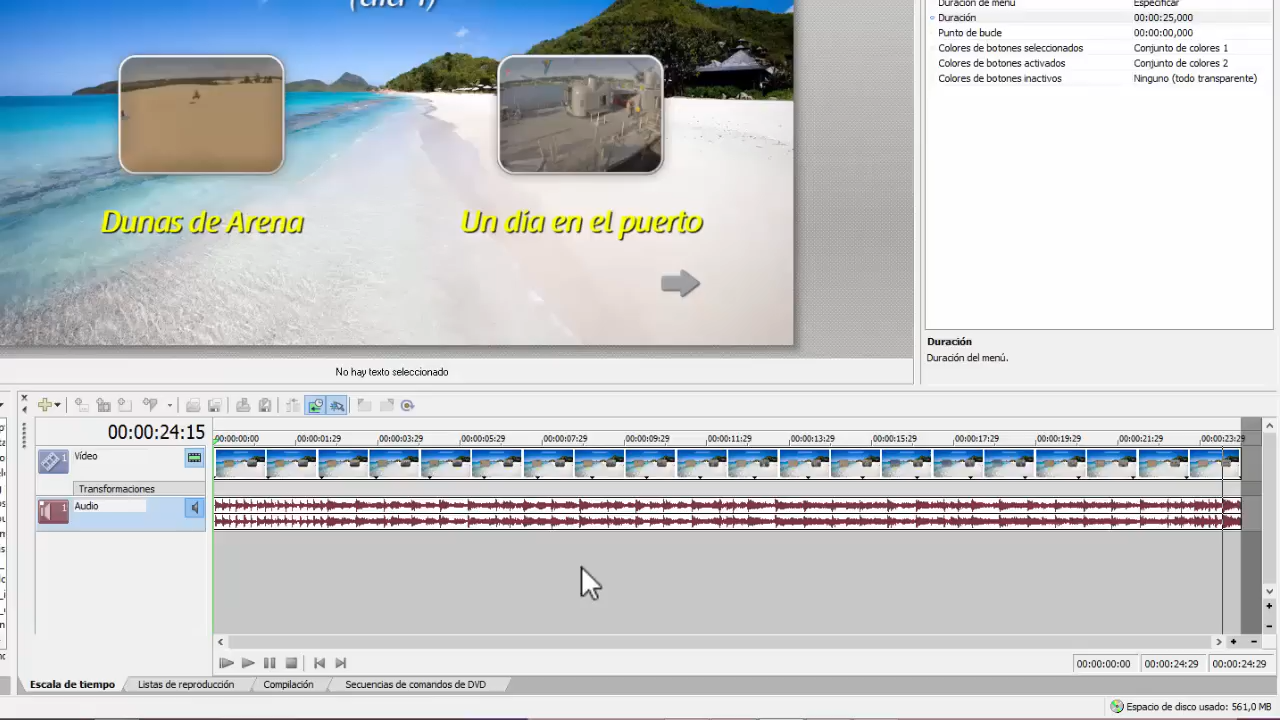 Duración de menú Especificar
Duración 00:00:25,000
Punto de bucle 00:00:00,000
Colores de botones seleccionados Conjunto de colores 1
Colores de botones activados Conjunto de colores 2
Colores de botones inactivos Ninguno (todo transparente)
Dunas de Arena
Un día en el puerto
Duración
Duración del menú.
No hay texto seleccionado
00:00:24:15
00:00:00:00 00:00:01:29 00:00:03:29 00:00:05:29 00:00:07:29 00:00:09:29 00:00:11:29 00:00:13:29 00:00:15:29 00:00:17:29 00:00:19:29 00:00:21:29 00:00:23:29
1 Vídeo
Transformaciones
1 Audio
00:00:00:00 00:00:24:29 00:00:24:29
Escala de tiempo Listas de reproducción Compilación Secuencias de comandos de DVD
Espacio de disco usado: 561,0 MB